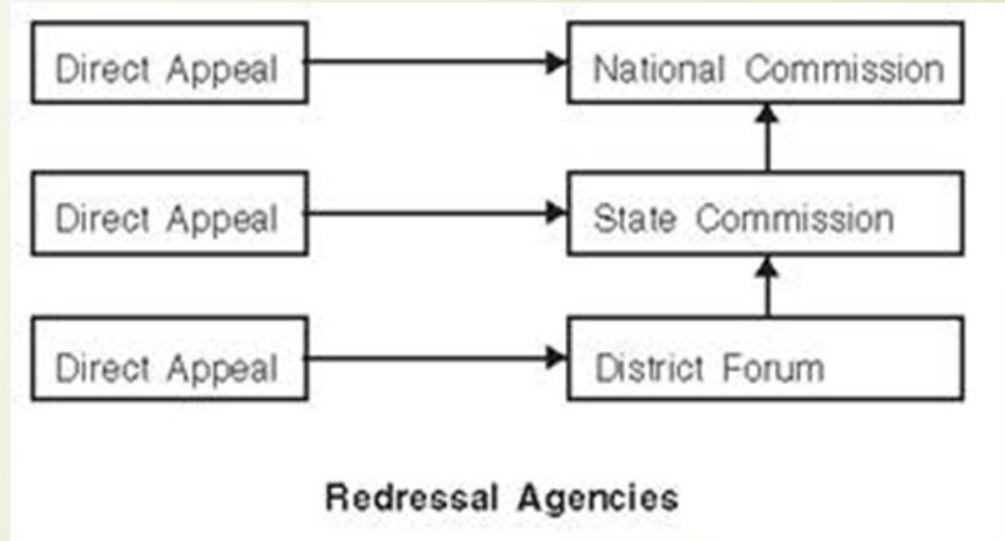 Direct Appeal
National Commission
Direct Appeal
State Commission
Direct Appeal
District Forum
Redressal Agencies